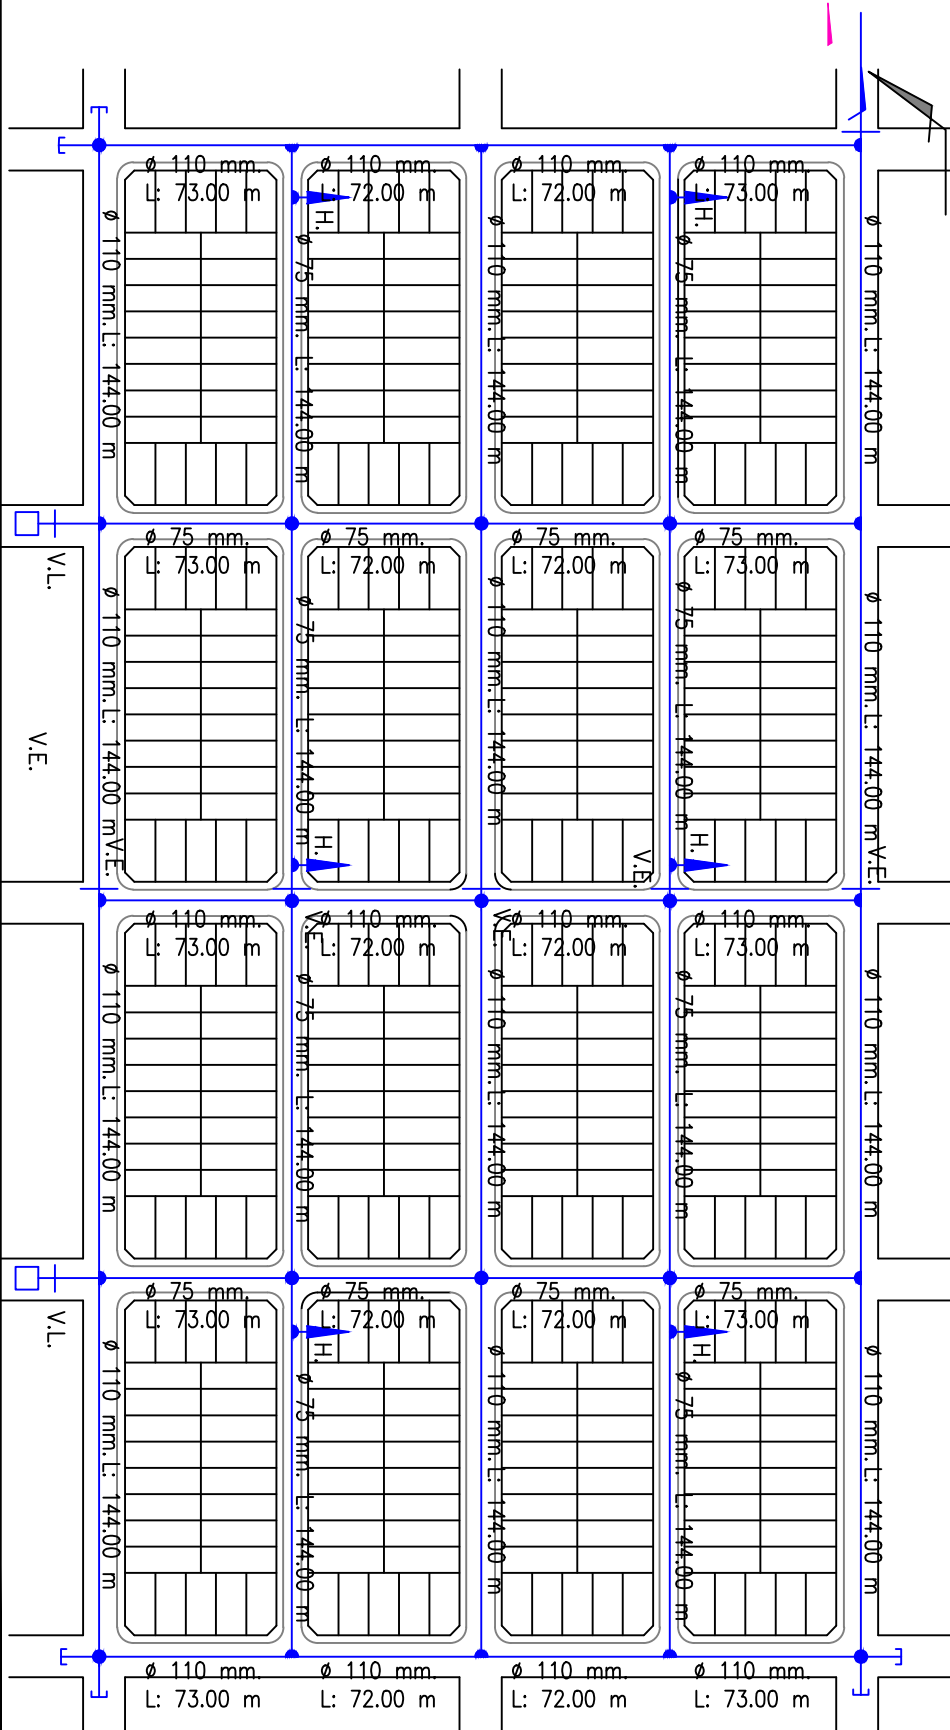 ø 110 mm.
L: 73.00 m
ø 110 mm.
L: 72.00 m
ø 110 mm.
L: 72.00 m
ø 110 mm.
L: 73.00 m
H.
H.
ø 110 mm. L: 144.00 m
ø 75 mm. L: 144.00 m
ø 110 mm. L: 144.00 m
ø 75 mm. L: 144.00 m
ø 110 mm. L: 144.00 m
ø 75 mm.
L: 73.00 m
ø 75 mm.
L: 72.00 m
ø 75 mm.
L: 72.00 m
ø 75 mm.
L: 73.00 m
V.L.
ø 110 mm. L: 144.00 m
ø 75 mm. L: 144.00 m
ø 110 mm. L: 144.00 m
ø 75 mm. L: 144.00 m
ø 110 mm. L: 144.00 m
V.E.
V.E.
H.
V.E.
H.
V.E.
ø 110 mm.
L: 73.00 m
V.E.
ø 110 mm.
L: 72.00 m
V.E.
ø 110 mm.
L: 72.00 m
ø 110 mm.
L: 73.00 m
ø 110 mm. L: 144.00 m
ø 75 mm. L: 144.00 m
ø 110 mm. L: 144.00 m
ø 75 mm. L: 144.00 m
ø 110 mm. L: 144.00 m
ø 75 mm.
L: 73.00 m
ø 75 mm.
L: 72.00 m
ø 75 mm.
L: 72.00 m
ø 75 mm.
L: 73.00 m
V.L.
H.
H.
ø 110 mm. L: 144.00 m
ø 75 mm. L: 144.00 m
ø 110 mm. L: 144.00 m
ø 75 mm. L: 144.00 m
ø 110 mm. L: 144.00 m
ø 110 mm.
L: 73.00 m
ø 110 mm.
L: 72.00 m
ø 110 mm.
L: 72.00 m
ø 110 mm.
L: 73.00 m